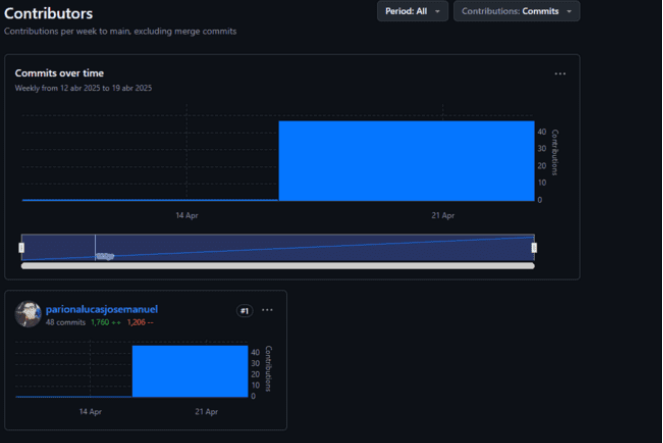 Contributors
Period: All
Contributions: Commits
Contributions per week to main, excluding merge commits
Commits over time
Weekly from 12 abr 2025 to 19 abr 2025
40
30
20
10
0
Contributions
14 Apr
21 Apr
parionalucasjosemanuel
#1
48 commits 1,760 ++ 1,206 --
40
30
20
10
0
Contributions
14 Apr
21 Apr